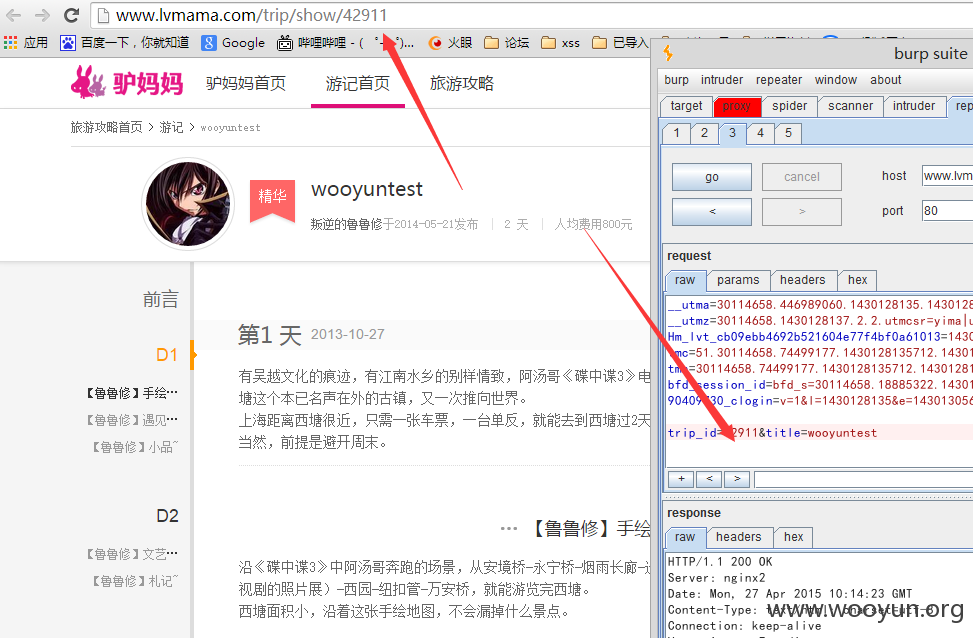 www.lvmama.com/trip/show/42911
应用 百度一下，你就知道 Google 哔哩哔哩 - ( 火眼 论坛 xss 已导入
驴妈妈 驴妈妈首页 游记首页 旅游攻略
旅游攻略首页 > 游记 > wooyuntest
精华 wooyuntest
叛逆的鲁鲁修于2014-05-21发布 | 2 天 | 人均费用800元
前言
D1
【鲁鲁修】手绘…
【鲁鲁修】遇见…
【鲁鲁修】小品~
D2
【鲁鲁修】文艺…
【鲁鲁修】札记~
第1 天 2013-10-27
有吴越文化的痕迹，有江南水乡的别样情致，阿汤哥《碟中谍3》电
塘这个本已名声在外的古镇，又一次推向世界。
上海距离西塘很近，只需一张车票，一台单反，就能去到西塘过2天
当然，前提是避开周末。
… 【鲁鲁修】手绘
沿《碟中谍3》中阿汤哥奔跑的场景，从安境桥-永宁桥-烟雨长廊-
视剧的照片展）-西园-纽扣管-万安桥，就能游览完西塘。
西塘面积小，沿着这张手绘地图，不会漏掉什么景点。
burp suite
burp intruder repeater window about
target proxy spider scanner intruder rep
1 2 3 4 5
go cancel host www.lvm
< > port 80
request
raw params headers hex
__utma=30114658.446989060.1430128135.143012
__utmz=30114658.1430128137.2.2.utmcsr=yima|u
Hm_lvt_cb09ebb4692b521604e77f4bf0a61013=1430
mc=51.30114658.74499177.1430128135712.14301
=30114658.74499177.1430128135712.143012
bfd_session_id=bfd_s=30114658.18885322.1430
_clogin=v=1&l=1430128135&e=143013056
trip_id=2911&title=wooyuntest
+ < >
response
raw headers hex
HTTP/1.1 200 OK
Server: nginx2
Date: Mon, 27 Apr 2015 10:14:23 GMT
Content-Type:
Connection: keep-alive
www.wooyun.org